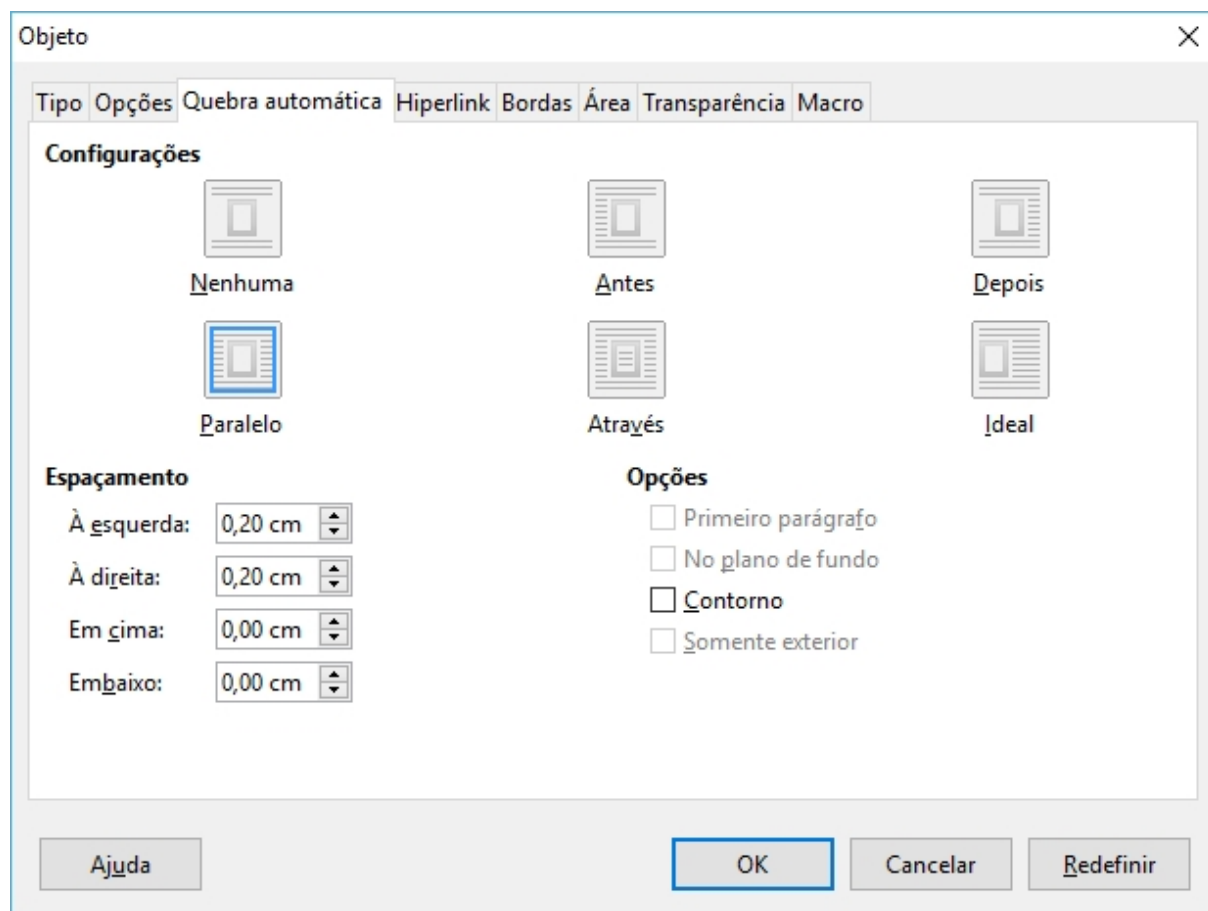 Objeto
Tipo Opções Quebra automática Hiperlink Bordas Área Transparência Macro
Configurações
Nenhuma Antes Depois
Paralelo Através Ideal
Espaçamento Opções
À esquerda: 0,20 cm Primeiro parágrafo
À direita: 0,20 cm No plano de fundo
Em cima: 0,00 cm Contorno
Embaixo: 0,00 cm Somente exterior
Ajuda OK Cancelar Redefinir